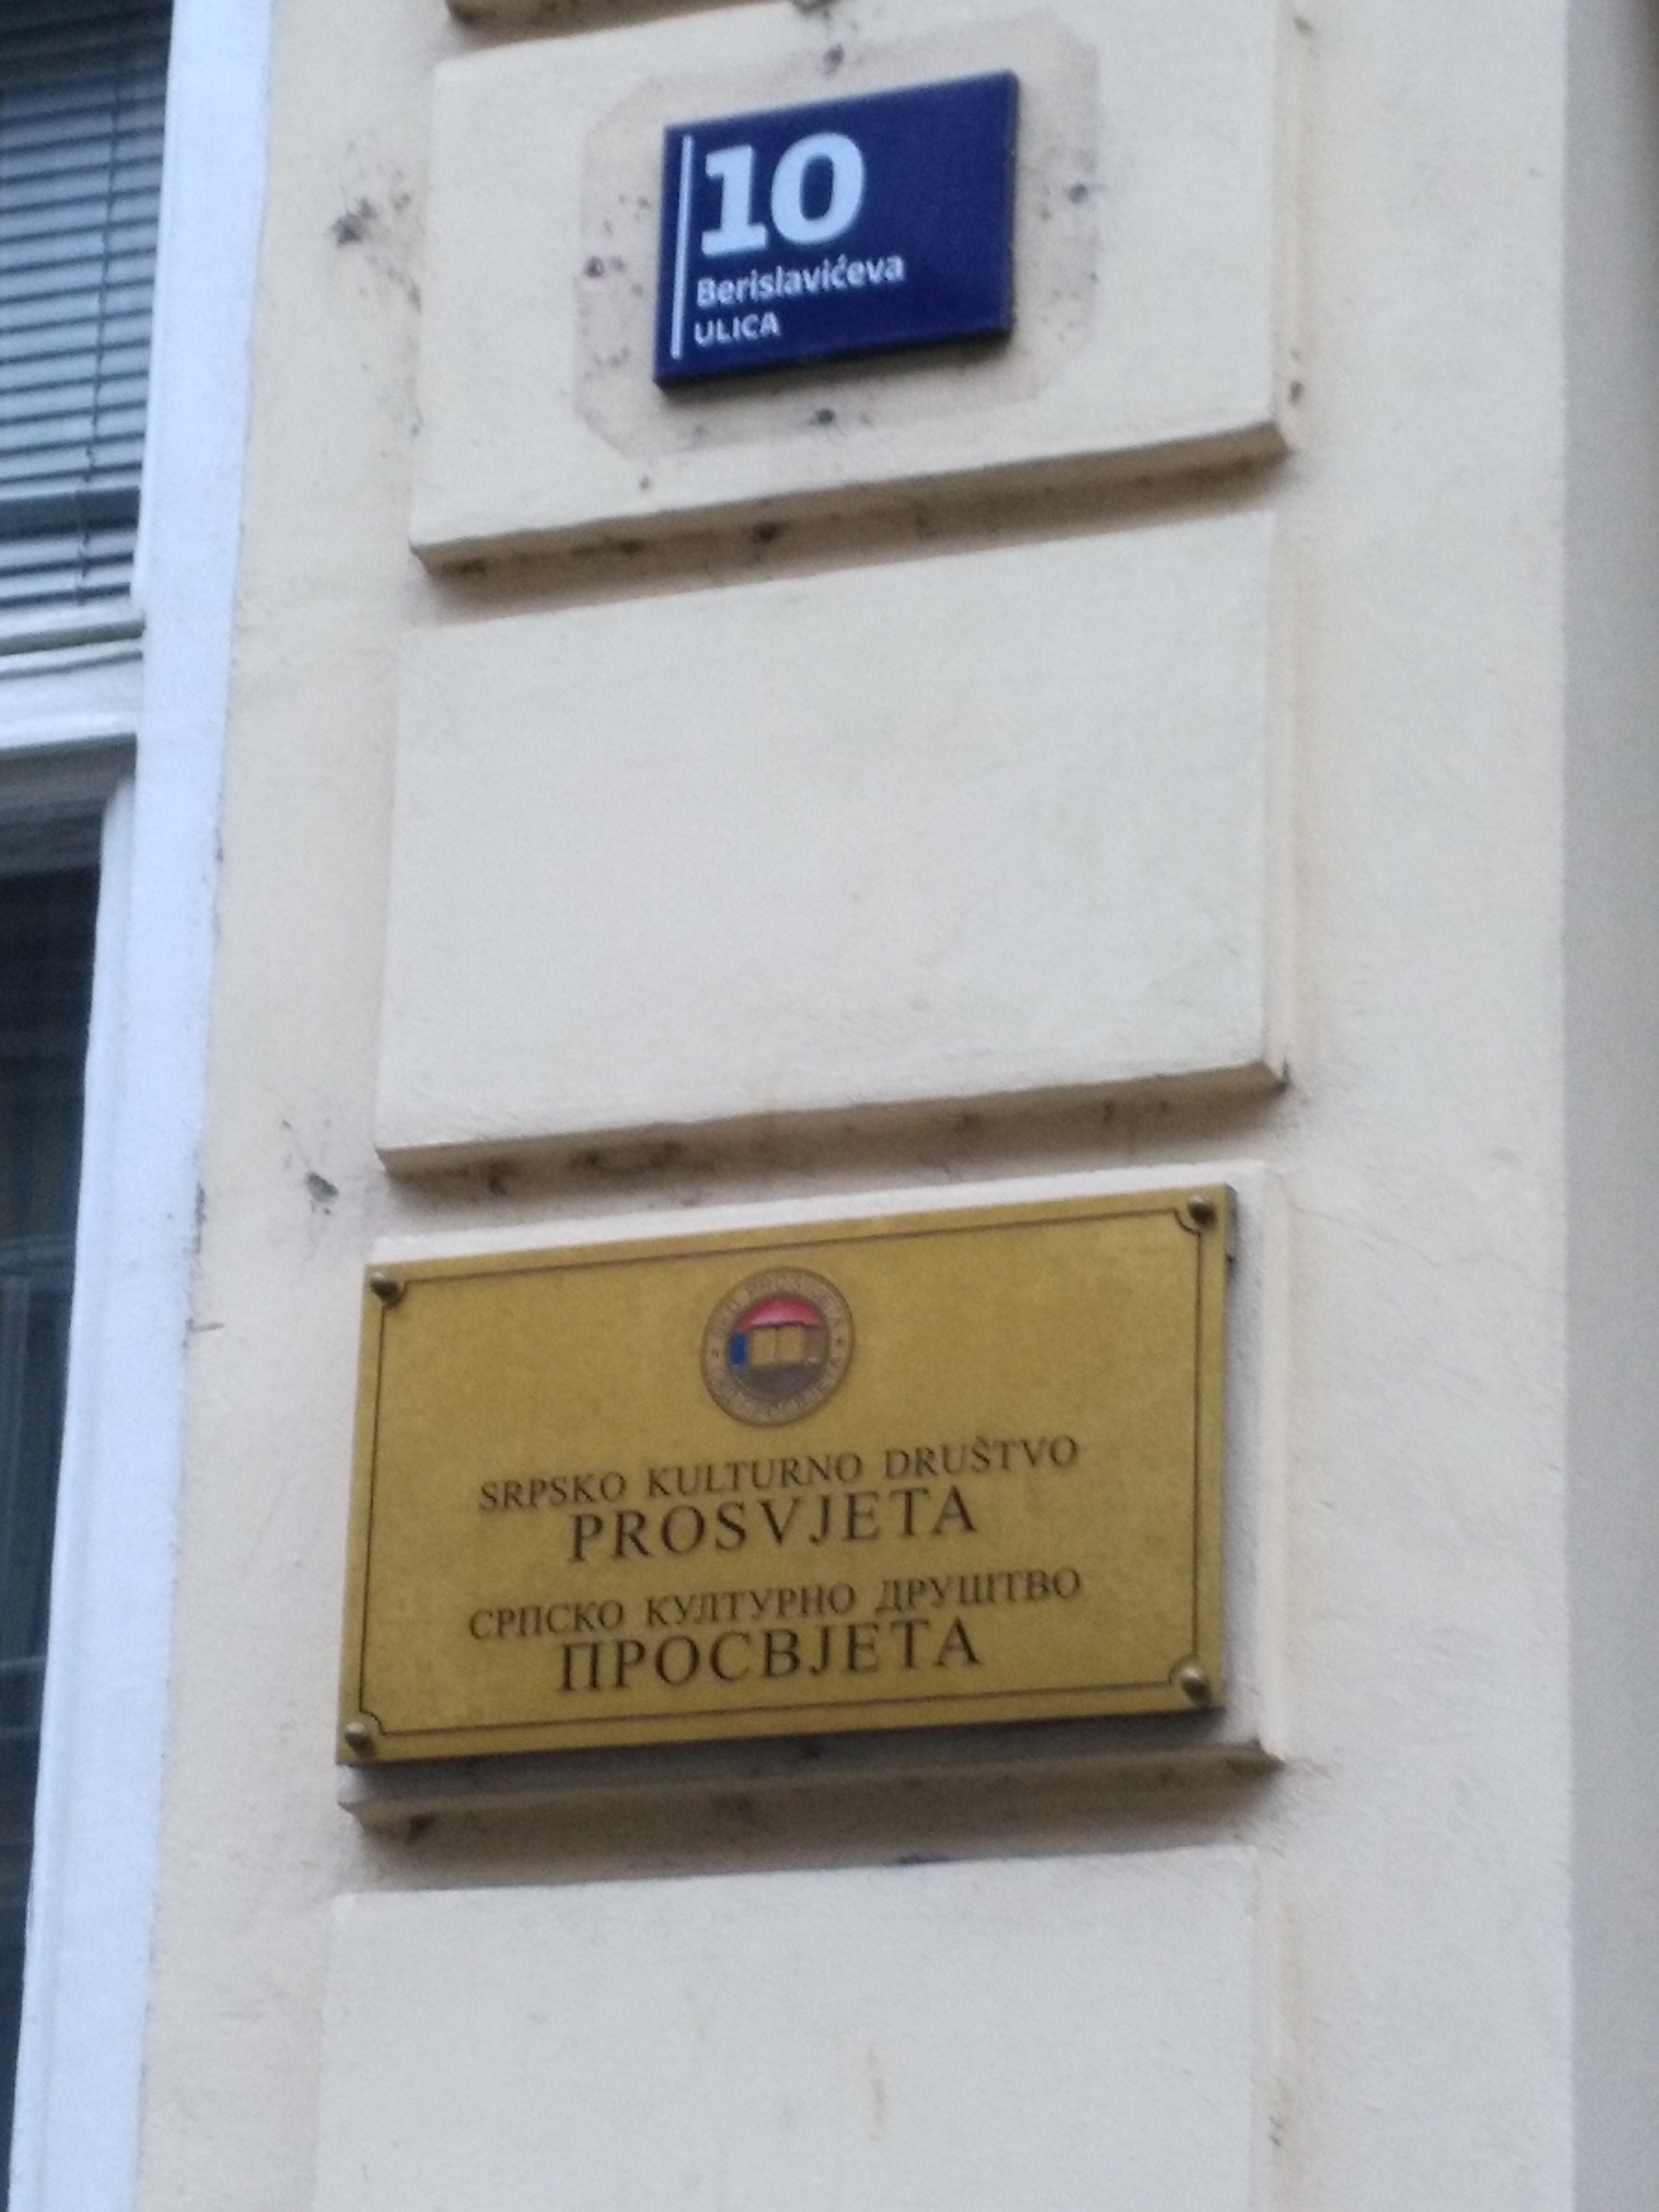 10
Berislavićeva
ULICA
SRPSKO KULTURNO DRUŠTVO
PROSVJETA
СРПСКО КУЛТУРНО ДРУШТВО
ПРОСВЈЕТА